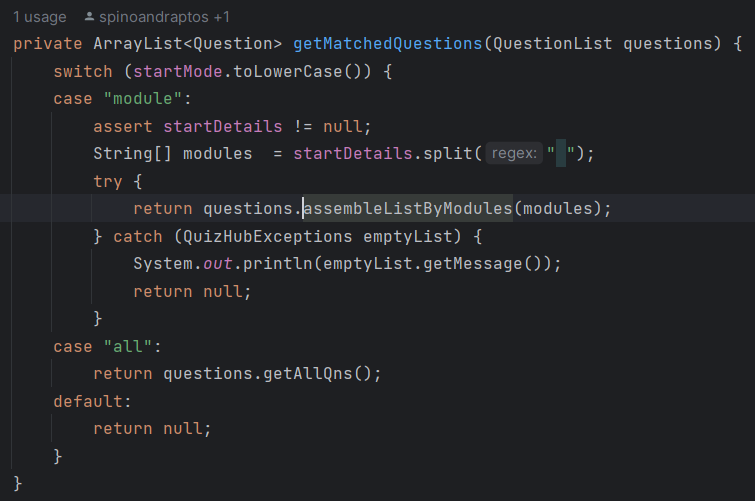 1 usage spinoandraptos +1
private ArrayList<Question> getMatchedQuestions(QuestionList questions) {
    switch (startMode.toLowerCase()) {
    case "module":
        assert startDetails != null;
        String[] modules  = startDetails.split( regex: " ");
        try {
            return questions.assembleListByModules(modules);
        } catch (QuizHubExceptions emptyList) {
            System.out.println(emptyList.getMessage());
            return null;
        }
    case "all":
        return questions.getAllQns();
    default:
        return null;
    }
}